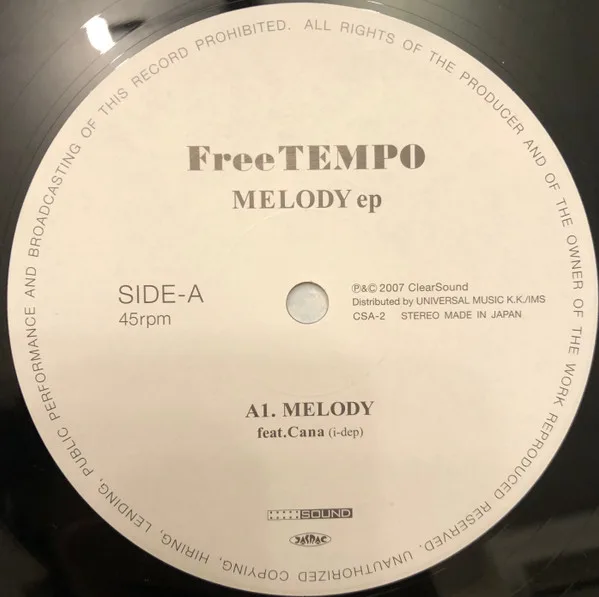 ALL RIGHTS OF THE PRODUCER AND OF THE OWNER OF THE WORK REPRODUCED RESERVED. UNAUTHORIZED COPYING, HIRING, LENDING, PUBLIC PERFORMANCE AND BROADCASTING OF THIS RECORD PROHIBITED.
FreeTEMPO
MELODY ep
SIDE-A
45rpm
℗&© 2007 ClearSound
Distributed by UNIVERSAL MUSIC K.K./IMS
CSA-2 STEREO MADE IN JAPAN
A1. MELODY
feat.Cana (i-dep)
SOUND
JASRAC